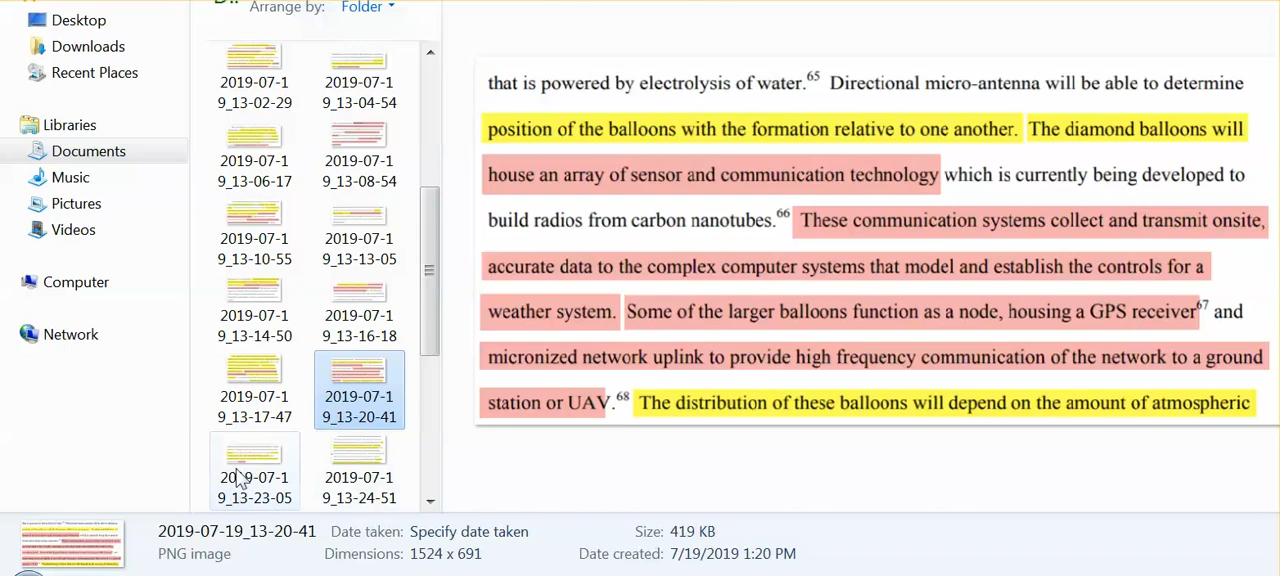 Arrange by: Folder
Desktop
Downloads
Recent Places
Libraries
Documents
Music
Pictures
Videos
Computer
Network
2019-07-1
9_13-02-29
2019-07-1
9_13-04-54
2019-07-1
9_13-06-17
2019-07-1
9_13-08-54
2019-07-1
9_13-10-55
2019-07-1
9_13-13-05
2019-07-1
9_13-14-50
2019-07-1
9_13-16-18
2019-07-1
9_13-17-47
2019-07-1
9_13-20-41
2019-07-1
9_13-23-05
2019-07-1
9_13-24-51
that is powered by electrolysis of water.65 Directional micro-antenna will be able to determine
position of the balloons with the formation relative to one another. The diamond balloons will
house an array of sensor and communication technology which is currently being developed to
build radios from carbon nanotubes.66 These communication systems collect and transmit onsite,
accurate data to the complex computer systems that model and establish the controls for a
weather system. Some of the larger balloons function as a node, housing a GPS receiver67 and
micronized network uplink to provide high frequency communication of the network to a ground
station or UAV.68 The distribution of these balloons will depend on the amount of atmospheric
2019-07-19_13-20-41 Date taken: Specify date taken Size: 419 KB
PNG image Dimensions: 1524 x 691 Date created: 7/19/2019 1:20 PM